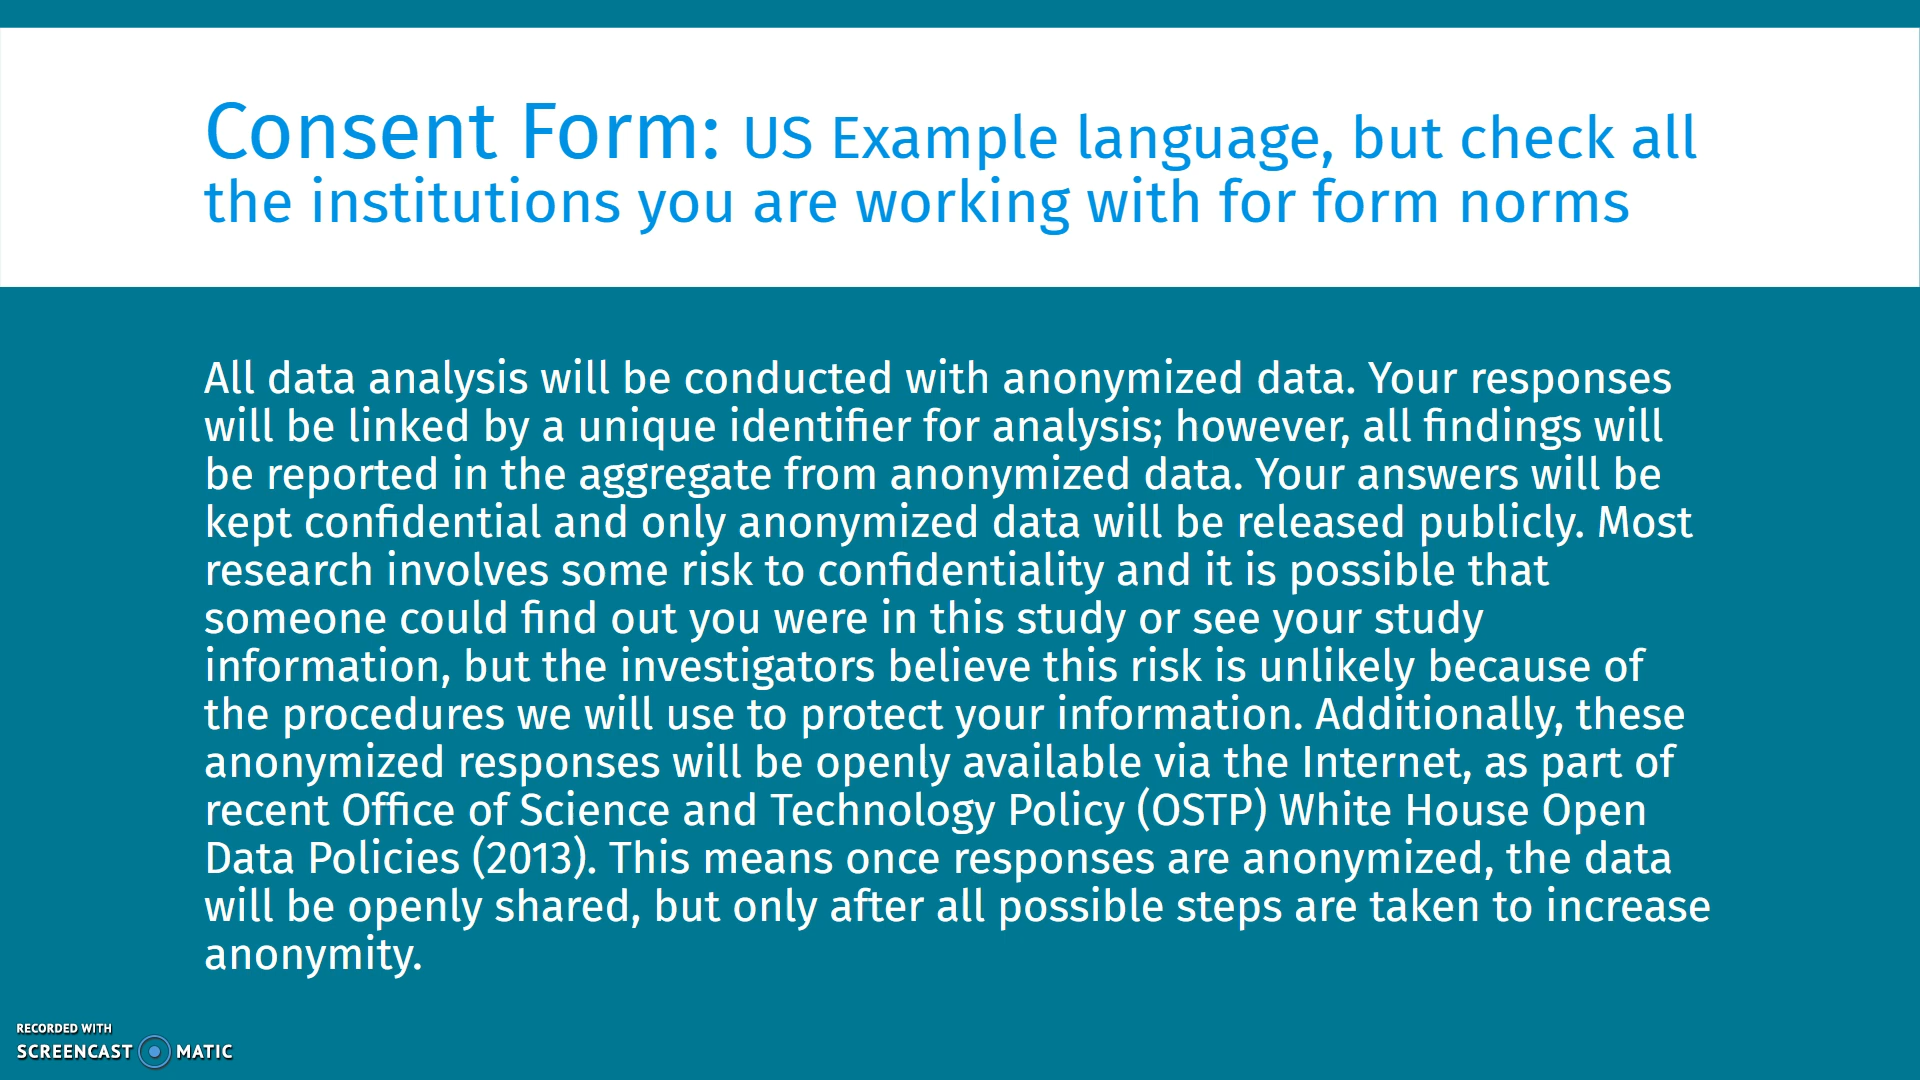 Consent Form: US Example language, but check all
the institutions you are working with for form norms
All data analysis will be conducted with anonymized data. Your responses
will be linked by a unique identifier for analysis; however, all findings will
be reported in the aggregate from anonymized data. Your answers will be
kept confidential and only anonymized data will be released publicly. Most
research involves some risk to confidentiality and it is possible that
someone could find out you were in this study or see your study
information, but the investigators believe this risk is unlikely because of
the procedures we will use to protect your information. Additionally, these
anonymized responses will be openly available via the Internet, as part of
recent Office of Science and Technology Policy (OSTP) White House Open
Data Policies (2013). This means once responses are anonymized, the data
will be openly shared, but only after all possible steps are taken to increase
anonymity.
RECORDED WITH
SCREENCAST MATIC